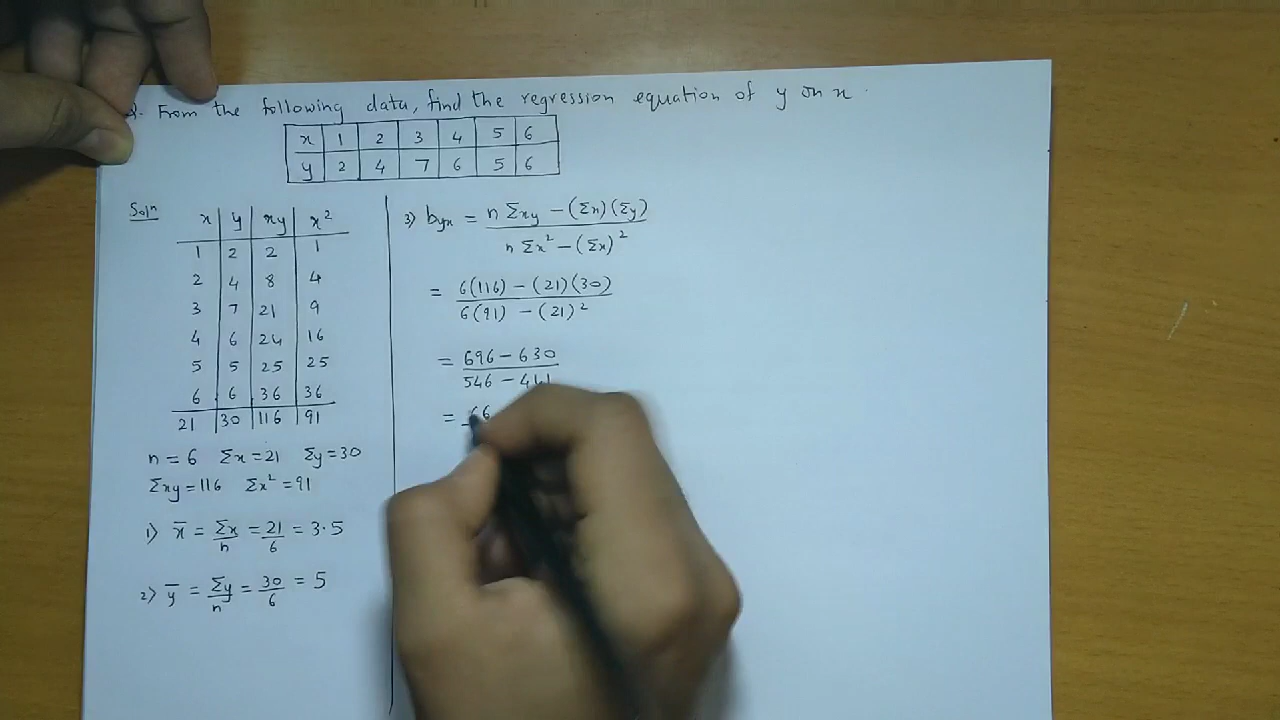 Q. From the following data, find the regression equation of y on x.
x 1 2 3 4 5 6
y 2 4 7 6 5 6
Solⁿ
x y xy x²
1 2 2 1
2 4 8 4
3 7 21 9
4 6 24 16
5 5 25 25
6 6 36 36
21 30 116 91
n = 6 Σx = 21 Σy = 30
Σxy = 116 Σx² = 91
1) x̄ = Σx/n = 21/6 = 3.5
2) ȳ = Σy/n = 30/6 = 5
3) byx = n Σxy − (Σx)(Σy) / n Σx² − (Σx)²
= 6(116) − (21)(30) / 6(91) − (21)²
= 696 − 630 / 546 − 441
= 66